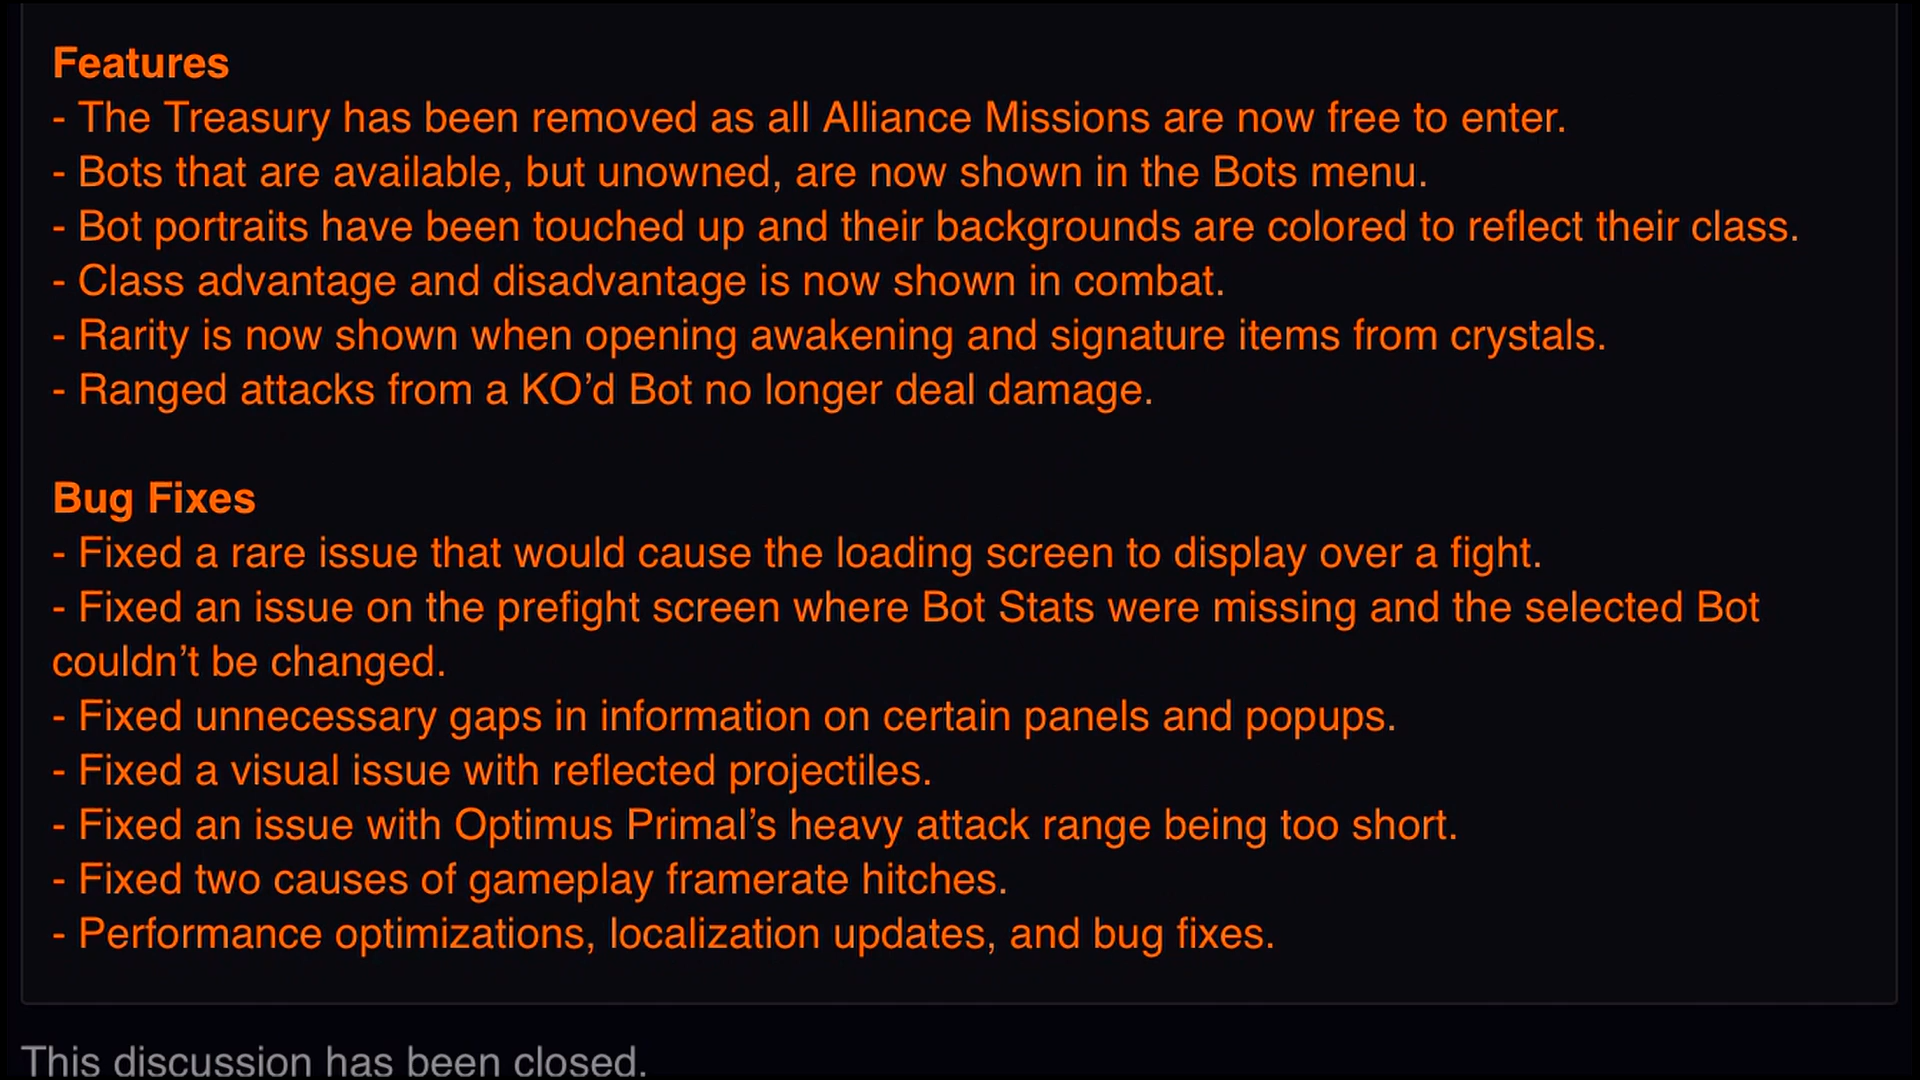 Features
- The Treasury has been removed as all Alliance Missions are now free to enter.
- Bots that are available, but unowned, are now shown in the Bots menu.
- Bot portraits have been touched up and their backgrounds are colored to reflect their class.
- Class advantage and disadvantage is now shown in combat.
- Rarity is now shown when opening awakening and signature items from crystals.
- Ranged attacks from a KO’d Bot no longer deal damage.
Bug Fixes
- Fixed a rare issue that would cause the loading screen to display over a fight.
- Fixed an issue on the prefight screen where Bot Stats were missing and the selected Bot
couldn’t be changed.
- Fixed unnecessary gaps in information on certain panels and popups.
- Fixed a visual issue with reflected projectiles.
- Fixed an issue with Optimus Primal’s heavy attack range being too short.
- Fixed two causes of gameplay framerate hitches.
- Performance optimizations, localization updates, and bug fixes.
This discussion has been closed.